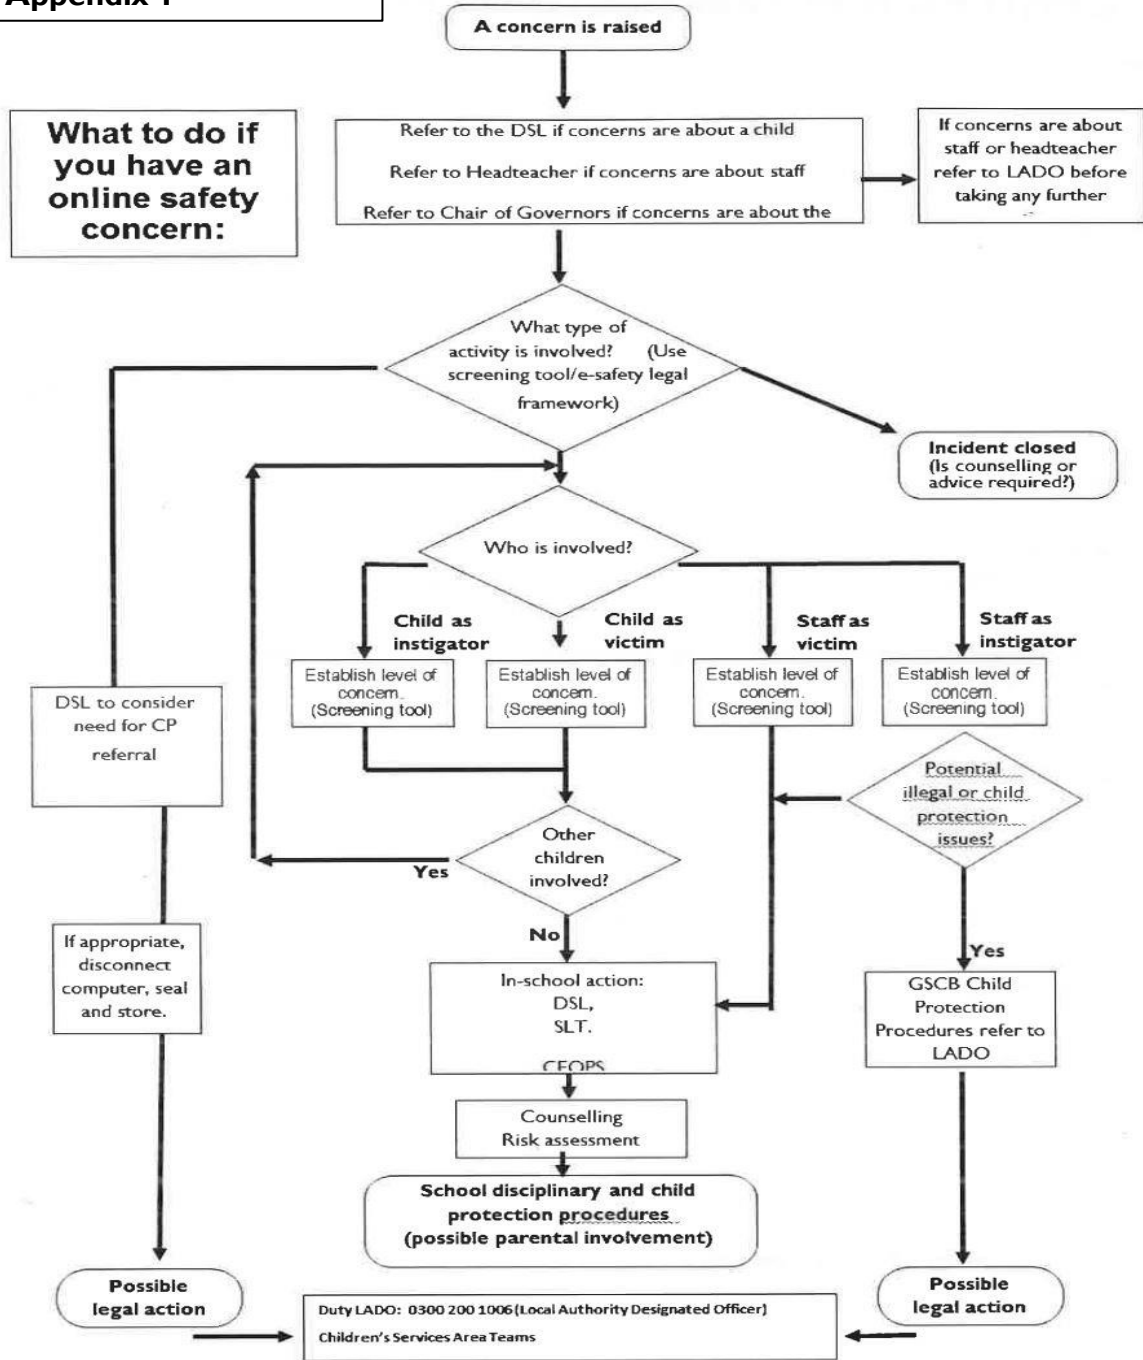 Appendix 1
A concern is raised
What to do if
you have an
online safety
concern:
Refer to the DSL if concerns are about a child
Refer to Headteacher if concerns are about staff
Refer to Chair of Governors if concerns are about the
If concerns are about
staff or headteacher
refer to LADO before
taking any further
What type of
activity is involved? (Use
screening tool/e-safety legal
framework)
Incident closed
(Is counselling or
advice required?)
Who is involved?
Child as
instigator
Child as
victim
Staff as
victim
Staff as
instigator
Establish level of
concern.
(Screening tool)
Establish level of
concern.
(Screening tool)
Establish level of
concern.
(Screening tool)
Establish level of
concern.
(Screening tool)
DSL to consider
need for CP
referral
Potential
illegal or child
protection
issues?
Other
children
involved?
Yes
No
Yes
If appropriate,
disconnect
computer, seal
and store.
In-school action:
DSL,
SLT.
CEOPS
GSCB Child
Protection
Procedures refer to
LADO
Counselling
Risk assessment
School disciplinary and child
protection procedures
(possible parental involvement)
Possible
legal action
Possible
legal action
Duty LADO: 0300 200 1006 (Local Authority Designated Officer)
Children's Services Area Teams